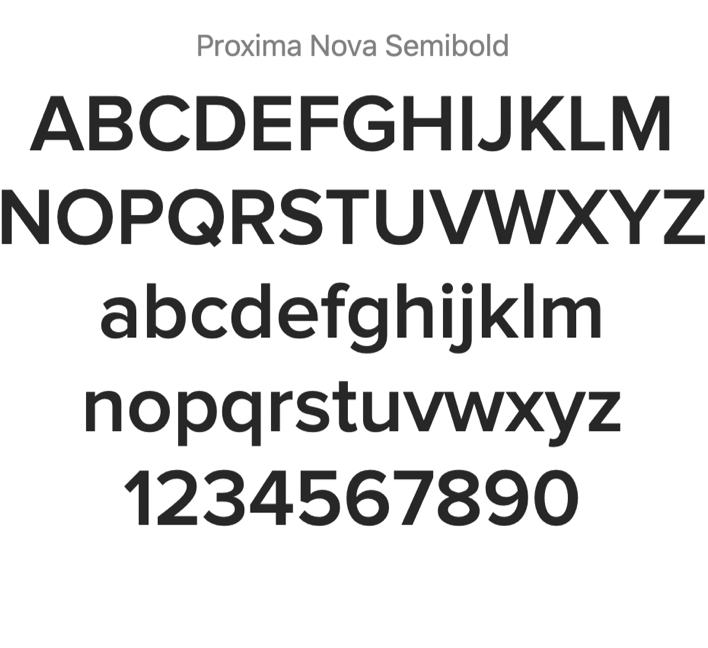 Proxima Nova Semibold
ABCDEFGHIJKLM
NOPQRSTUVWXYZ
abcdefghijklm
nopqrstuvwxyz
1234567890